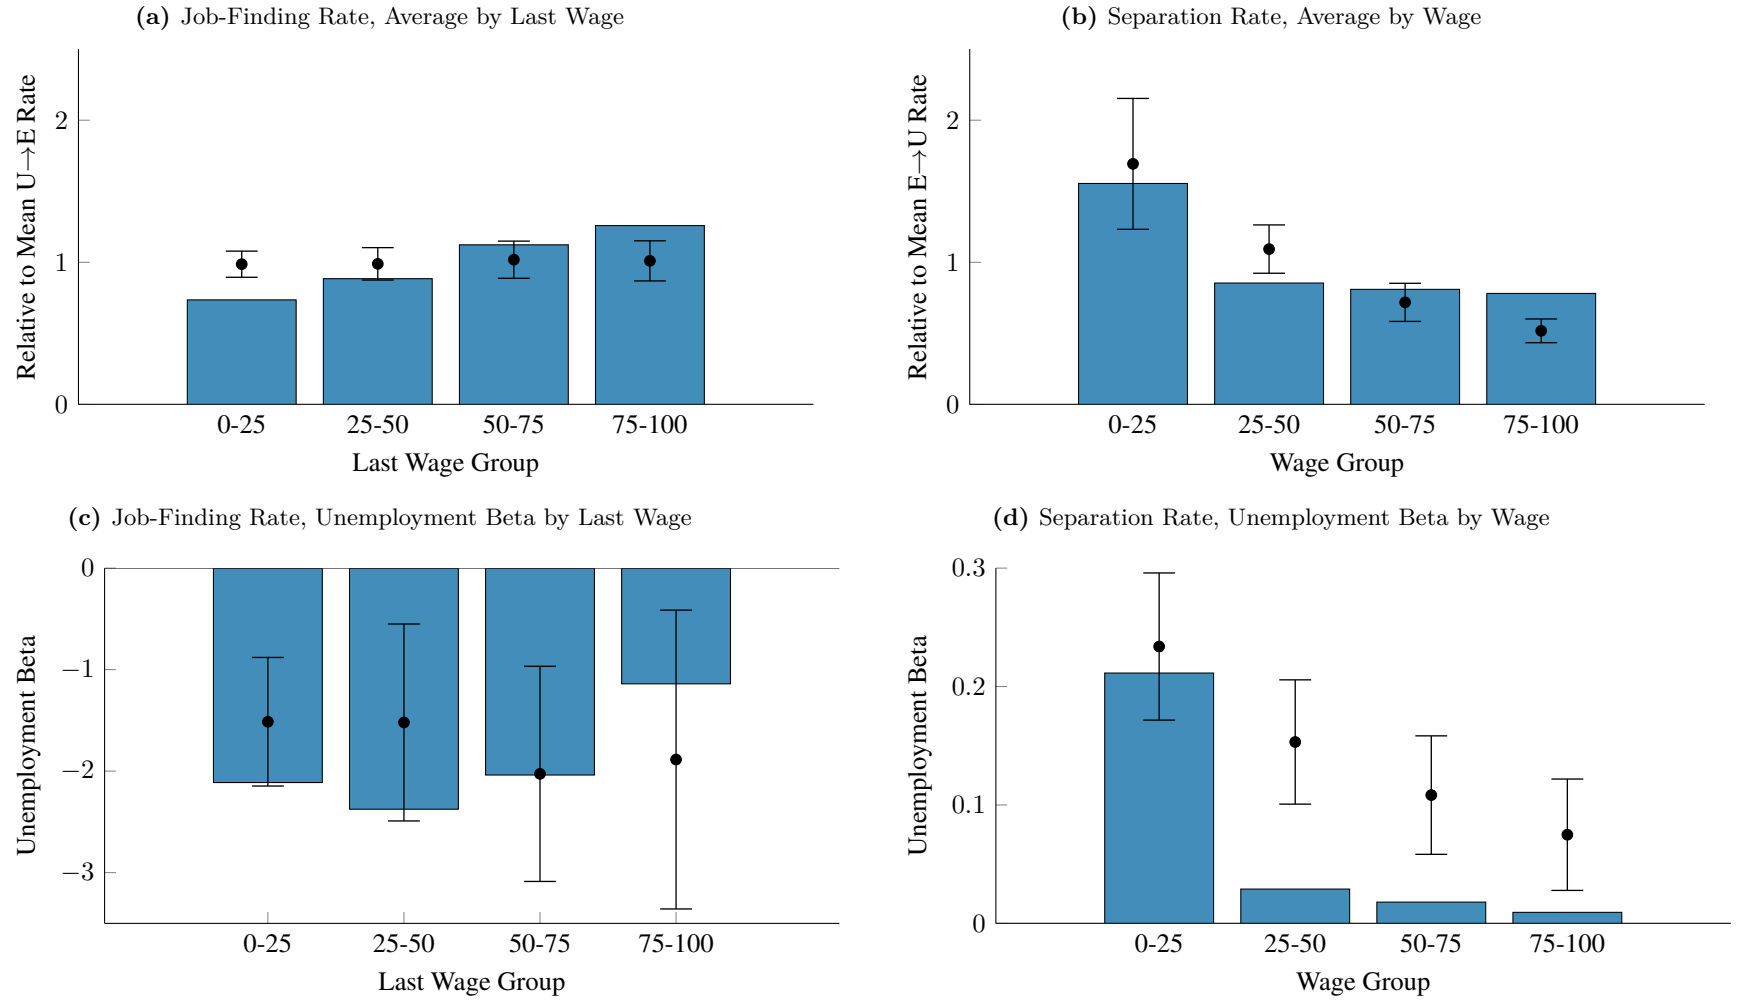 (a) Job-Finding Rate, Average by Last Wage
Relative to Mean U→E Rate
2
1
0
0-25 25-50 50-75 75-100
Last Wage Group
(b) Separation Rate, Average by Wage
Relative to Mean E→U Rate
2
1
0
0-25 25-50 50-75 75-100
Wage Group
(c) Job-Finding Rate, Unemployment Beta by Last Wage
Unemployment Beta
0
−1
−2
−3
0-25 25-50 50-75 75-100
Last Wage Group
(d) Separation Rate, Unemployment Beta by Wage
Unemployment Beta
0.3
0.2
0.1
0
0-25 25-50 50-75 75-100
Wage Group